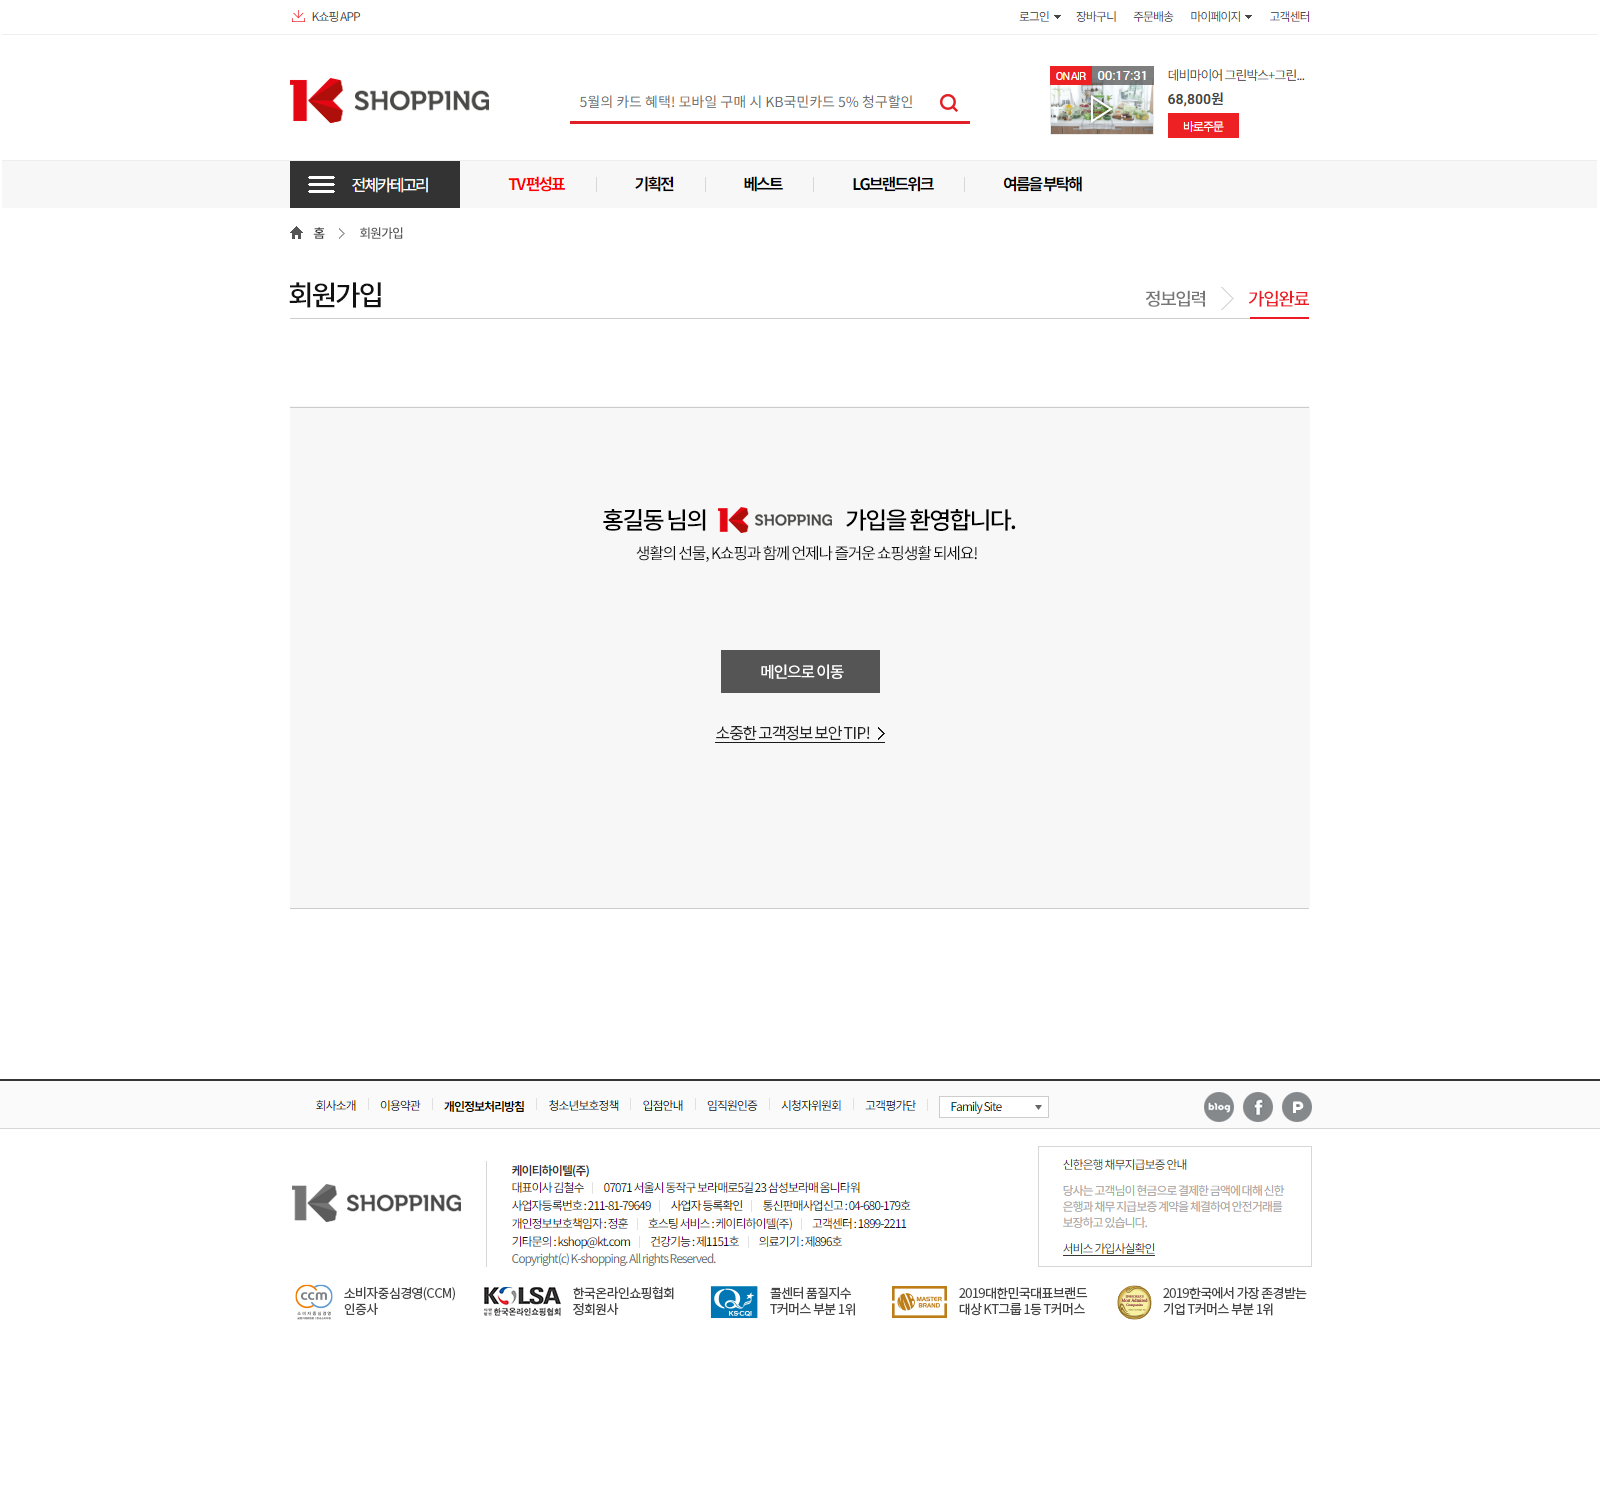 K쇼핑 APP
로그인 장바구니 주문배송 마이페이지 고객센터
K SHOPPING
5월의 카드 혜택! 모바일 구매 시 KB국민카드 5% 청구할인
ON AIR 00:17:31
데비마이어 그린박스+그린...
68,800원
바로주문
전체카테고리 TV편성표 기획전 베스트 LG브랜드위크 여름을 부탁해
홈 > 회원가입
회원가입
정보입력 가입완료
홍길동 님의 K SHOPPING 가입을 환영합니다.
생활의 선물, K쇼핑과 함께 언제나 즐거운 쇼핑생활 되세요!
메인으로 이동
소중한 고객정보 보안 TIP! >
회사소개 이용약관 개인정보처리방침 청소년보호정책 입점안내 임직원인증 시청자위원회 고객평가단 Family Site
blog f P
K SHOPPING
케이티하이텔(주)
대표이사 김철수 07071 서울시 동작구 보라매로5길 23 삼성보라매 옴니타워
사업자등록번호 : 211-81-79649 사업자 등록확인 통신판매사업신고 : 04-680-179호
개인정보보호책임자 : 정훈 호스팅 서비스 : 케이티하이텔(주) 고객센터 : 1899-2211
기타문의 : kshop@kt.com 건강기능 : 제1151호 의료기기 : 제896호
Copyright(c) K-shopping. All rights Reserved.
신한은행 채무지급보증 안내
당사는 고객님이 현금으로 결제한 금액에 대해 신한
은행과 채무 지급보증 계약을 체결하여 안전거래를
보장하고 있습니다.
서비스 가입사실확인
ccm
소비자중심경영
소비자중심경영(CCM)
인증사
KOLSA
한국온라인쇼핑협회
한국온라인쇼핑협회
정회원사
KS-CQI
콜센터 품질지수
T커머스 부분 1위
MASTER
BRAND
2019대한민국대표브랜드
대상 KT그룹 1등 T커머스
Most Admired
2019한국에서 가장 존경받는
기업 T커머스 부분 1위